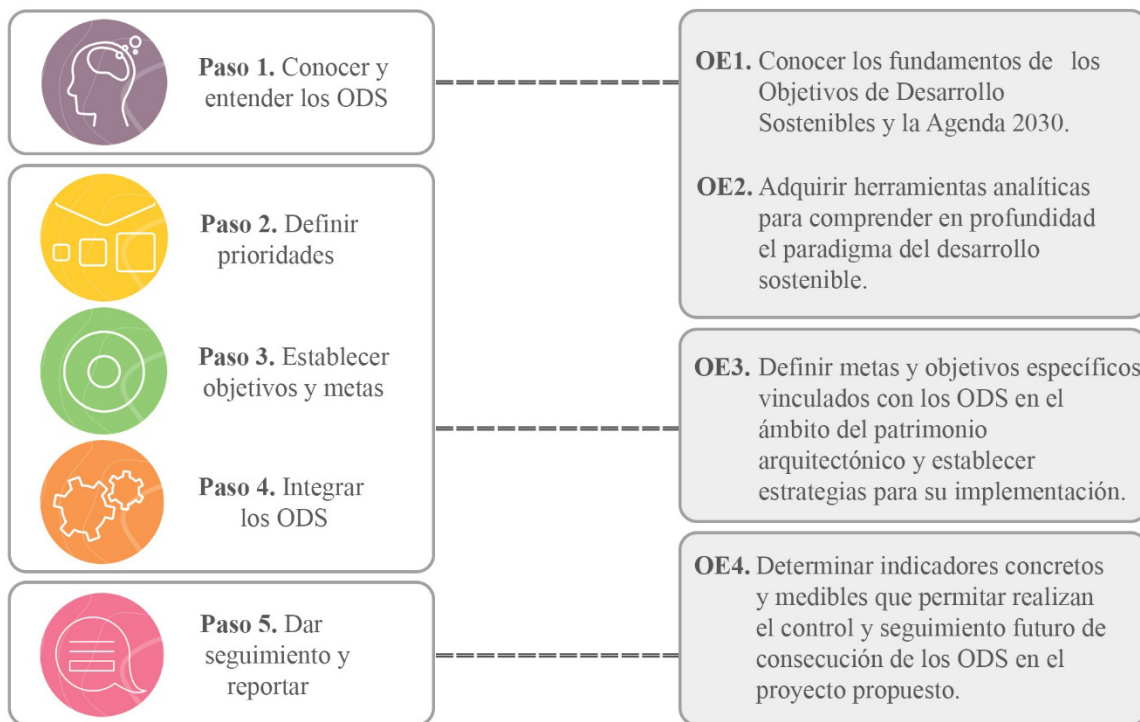 Paso 1. Conocer y
entender los ODS
OE1. Conocer los fundamentos de los
Objetivos de Desarrollo
Sostenibles y la Agenda 2030.
OE2. Adquirir herramientas analíticas
para comprender en profundidad
el paradigma del desarrollo
sostenible.
Paso 2. Definir
prioridades
Paso 3. Establecer
objetivos y metas
Paso 4. Integrar
los ODS
OE3. Definir metas y objetivos específicos
vinculados con los ODS en el
ámbito del patrimonio
arquitectónico y establecer
estrategias para su implementación.
Paso 5. Dar
seguimiento y
reportar
OE4. Determinar indicadores concretos
y medibles que permitar realizan
el control y seguimiento futuro de
consecución de los ODS en el
proyecto propuesto.